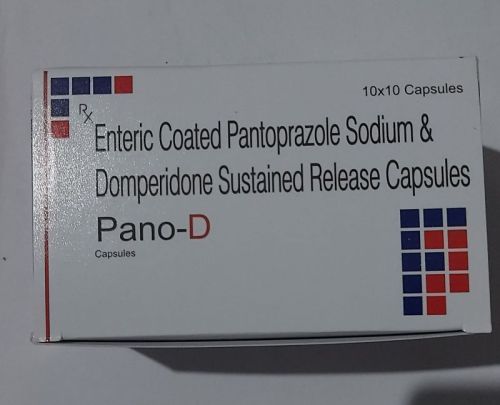 10x10 Capsules
Rx
Enteric Coated Pantoprazole Sodium &
Domperidone Sustained Release Capsules
Pano-D
Capsules